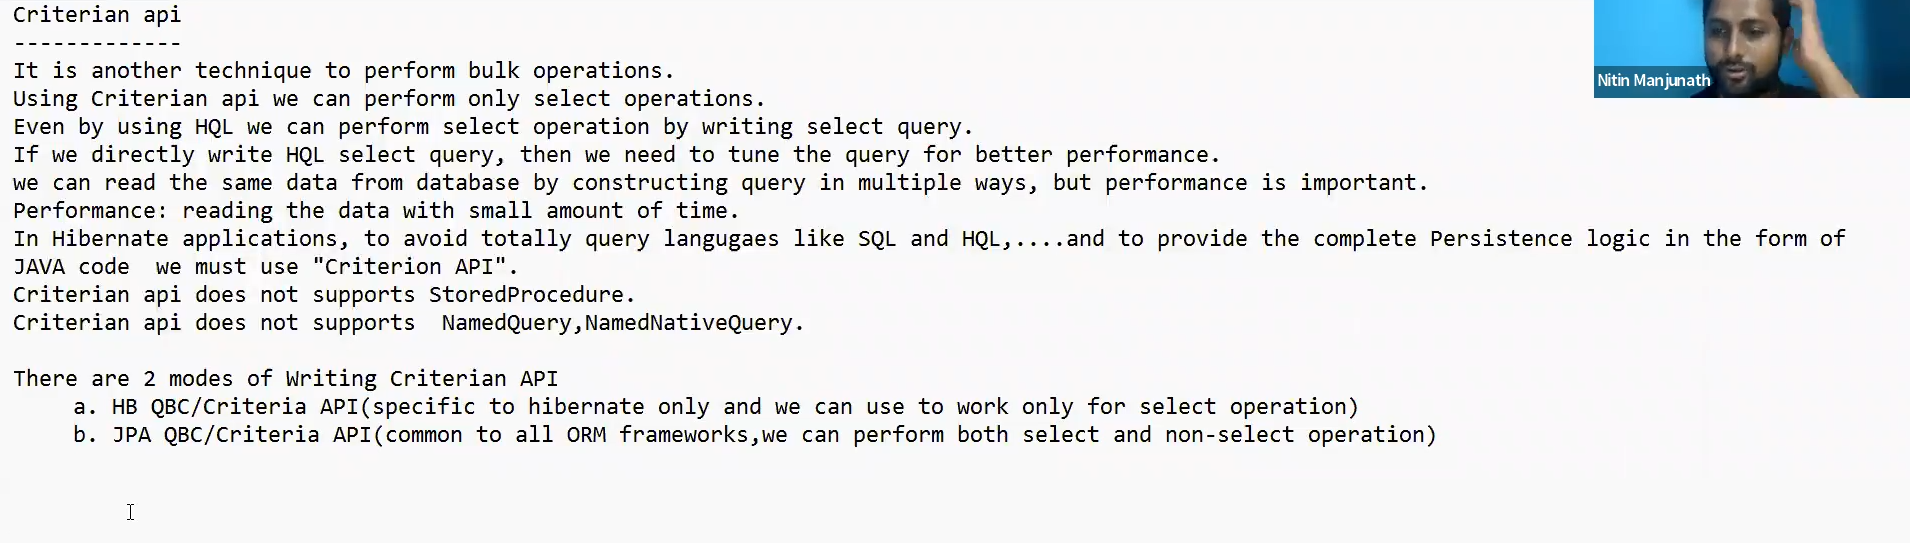 Criterian api
-------------
It is another technique to perform bulk operations.
Using Criterian api we can perform only select operations.
Even by using HQL we can perform select operation by writing select query.
If we directly write HQL select query, then we need to tune the query for better performance.
we can read the same data from database by constructing query in multiple ways, but performance is important.
Performance: reading the data with small amount of time.
In Hibernate applications, to avoid totally query langugaes like SQL and HQL,....and to provide the complete Persistence logic in the form of
JAVA code  we must use "Criterion API".
Criterian api does not supports StoredProcedure.
Criterian api does not supports  NamedQuery,NamedNativeQuery.
There are 2 modes of Writing Criterian API
a. HB QBC/Criteria API(specific to hibernate only and we can use to work only for select operation)
b. JPA QBC/Criteria API(common to all ORM frameworks,we can perform both select and non-select operation)
Nitin Manjunath